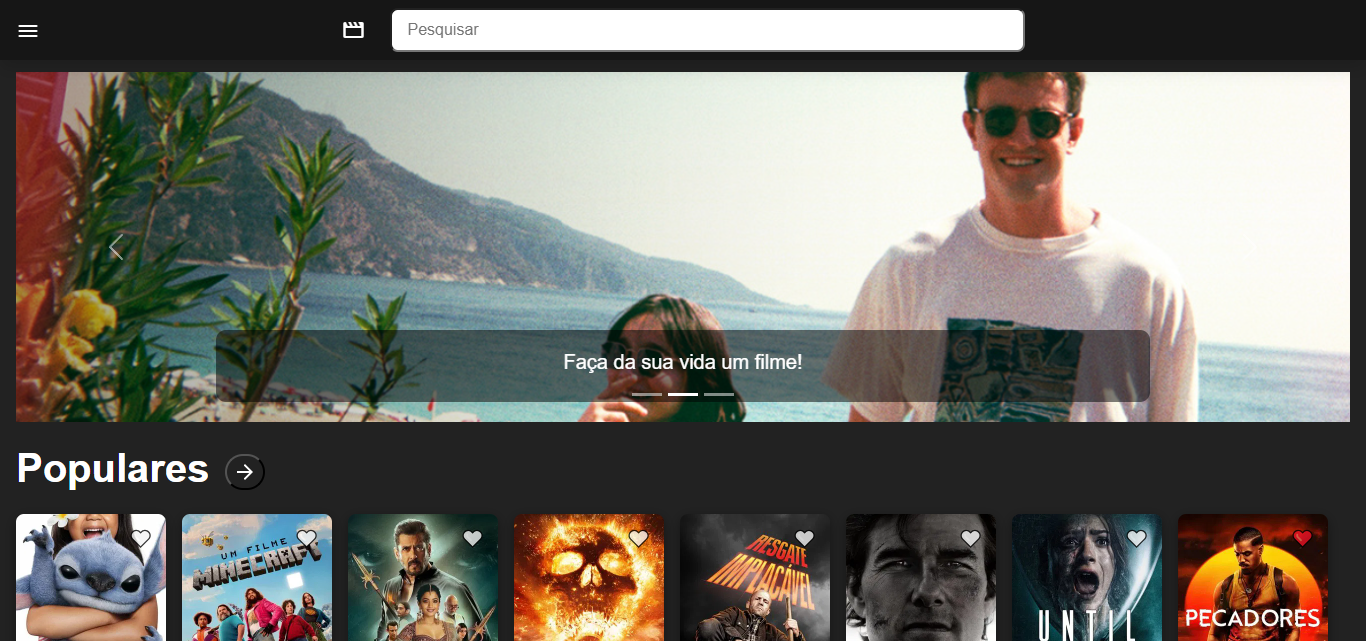 Pesquisar
Faça da sua vida um filme!
Populares
UM FILME
MINECRAFT
RESGATE
IMPLACÁVEL
UNTIL
PECADORES